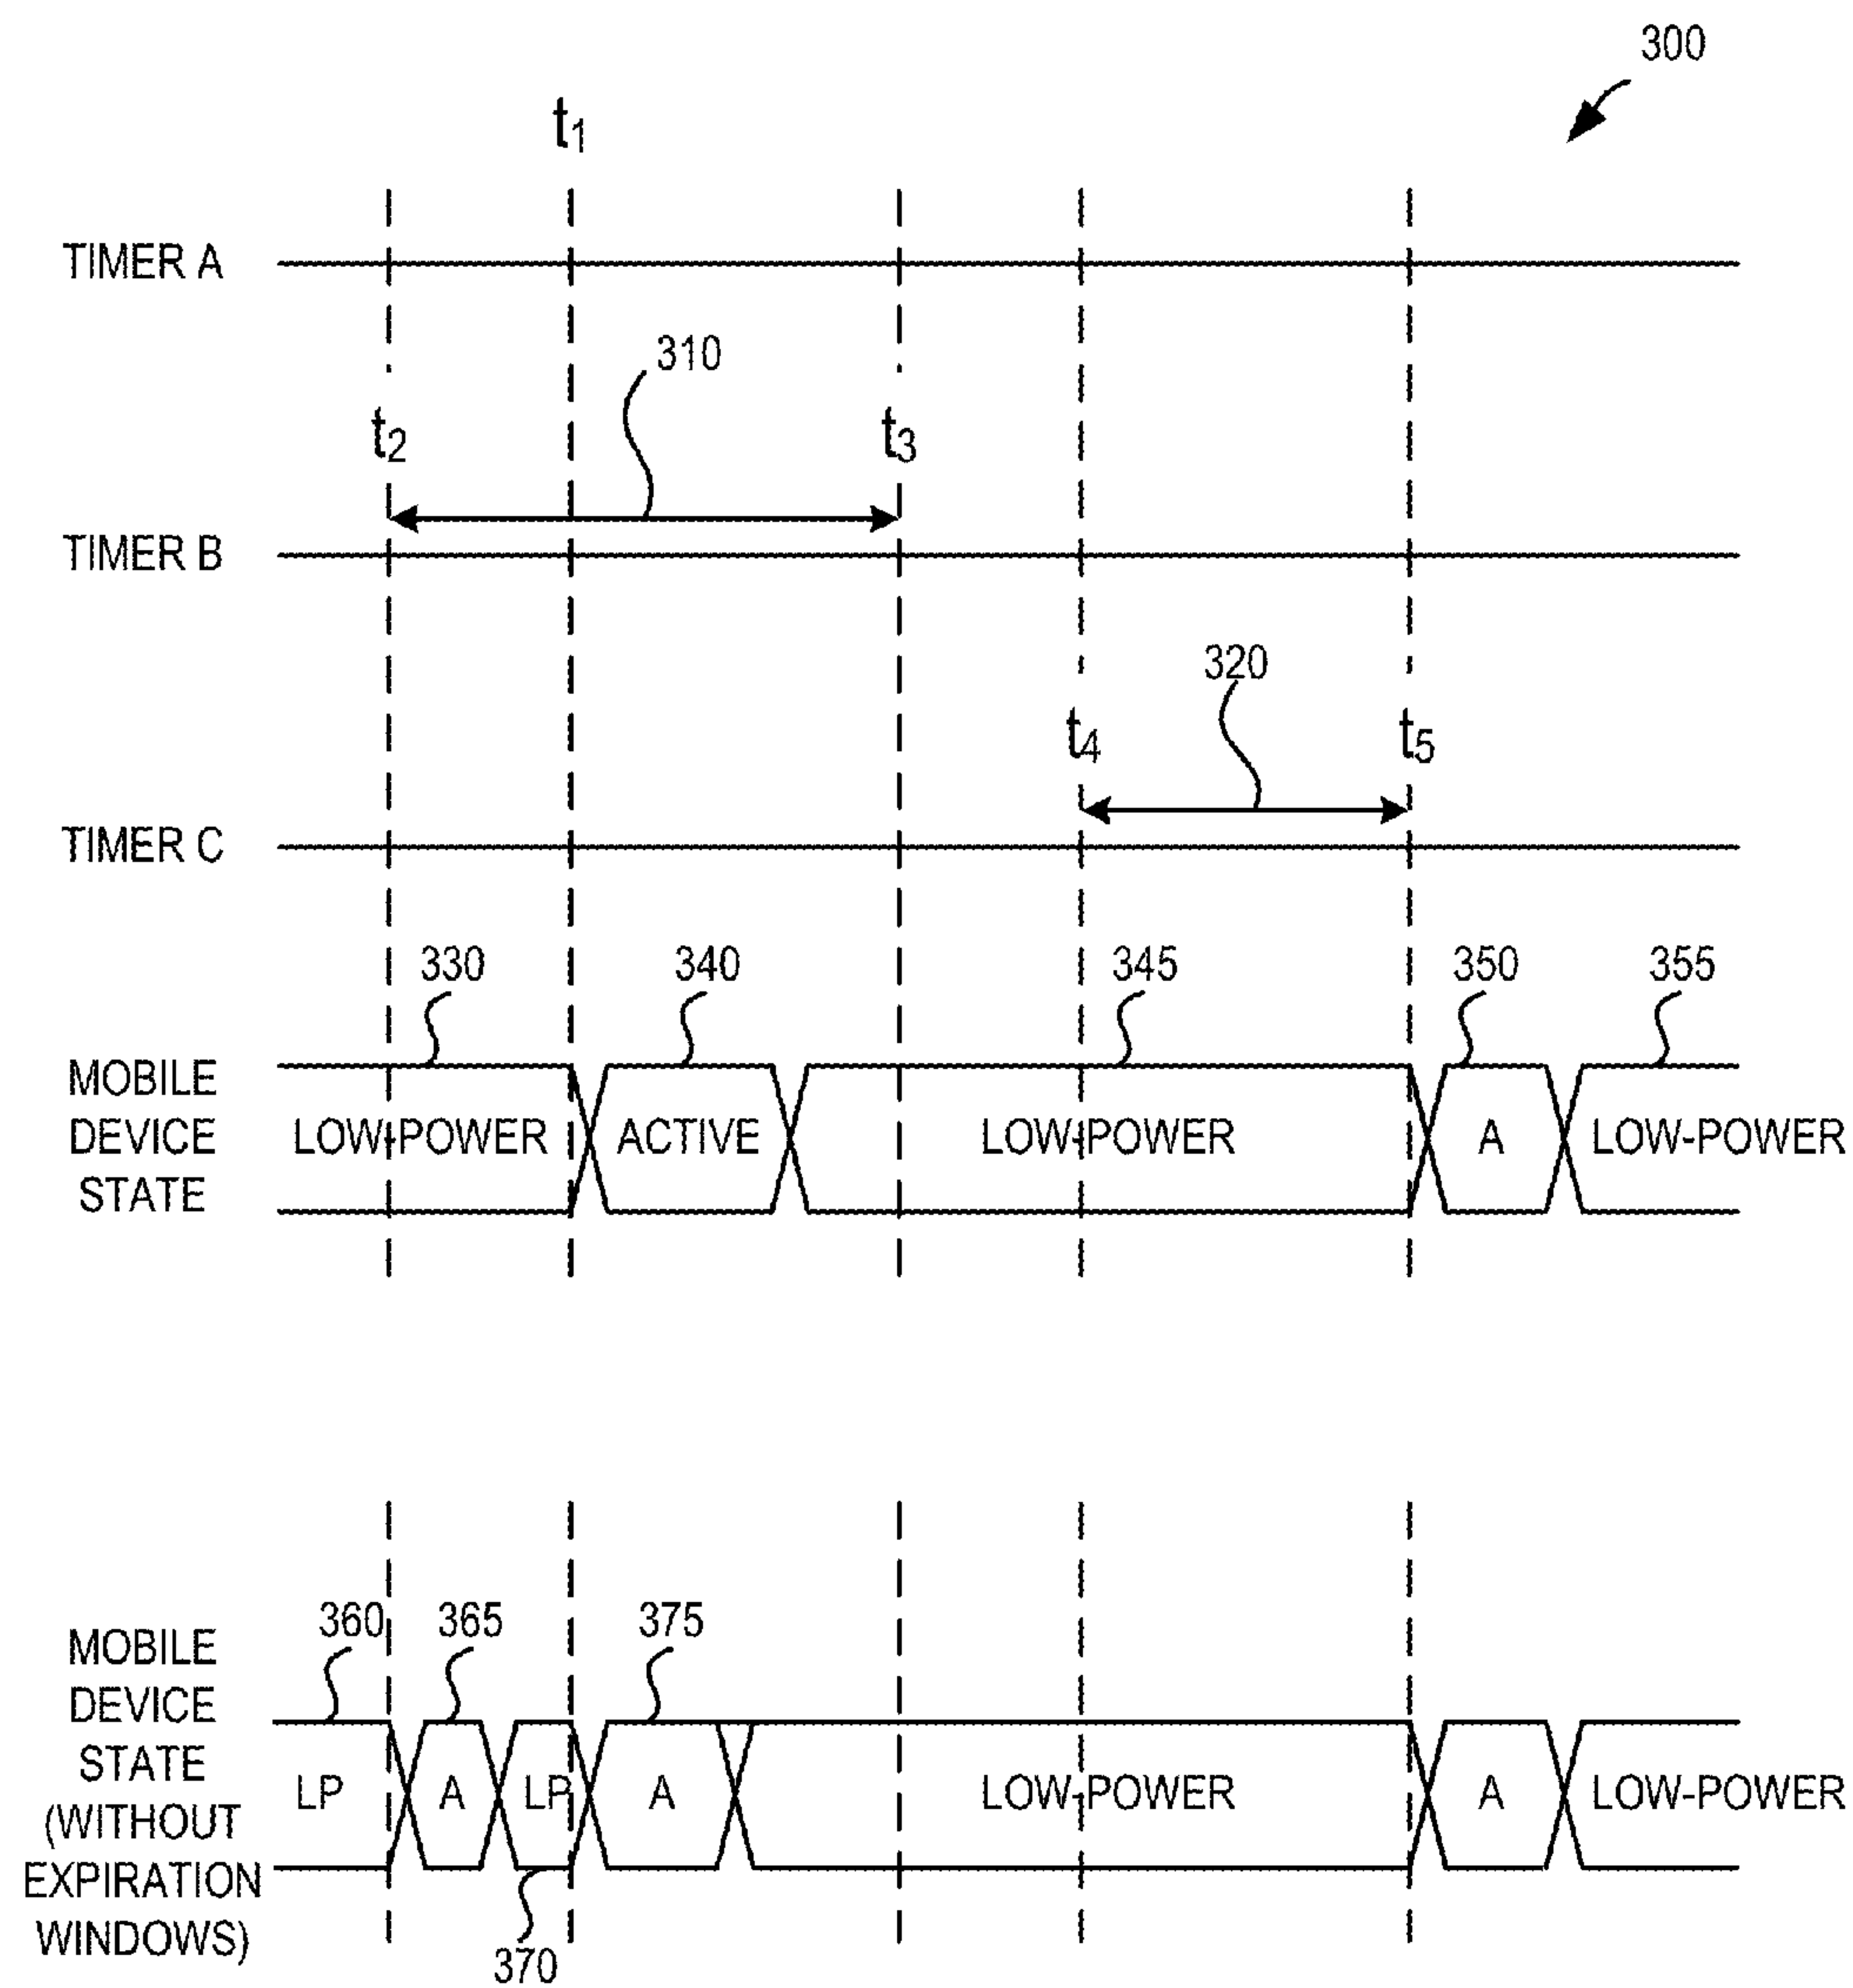 300
t1
TIMER A
310
t2
t3
TIMER B
320
t4
t5
TIMER C
330
340
345
350
355
MOBILE
DEVICE
STATE
LOW-POWER
ACTIVE
LOW-POWER
A
LOW-POWER
360
365
375
MOBILE
DEVICE
STATE
(WITHOUT
EXPIRATION
WINDOWS)
LP
A
LP
A
LOW-POWER
A
LOW-POWER
370